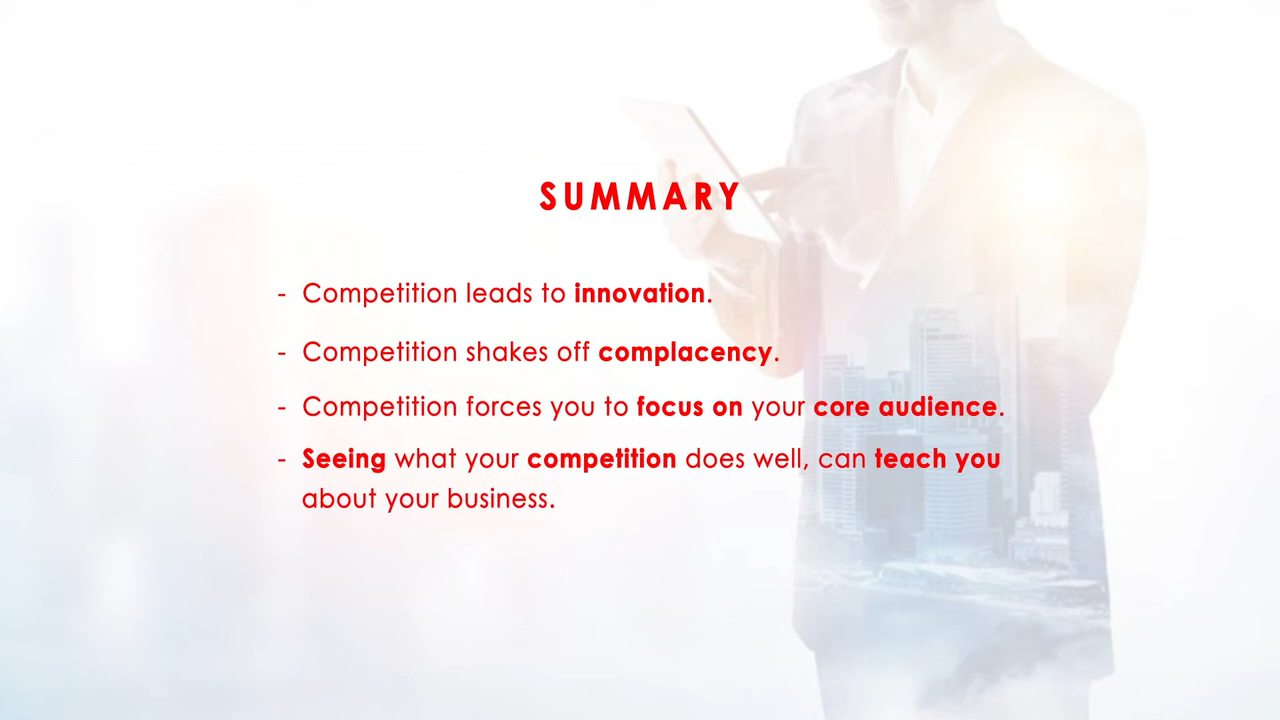 SUMMARY
- Competition leads to innovation.
- Competition shakes off complacency.
- Competition forces you to focus on your core audience.
- Seeing what your competition does well, can teach you
about your business.